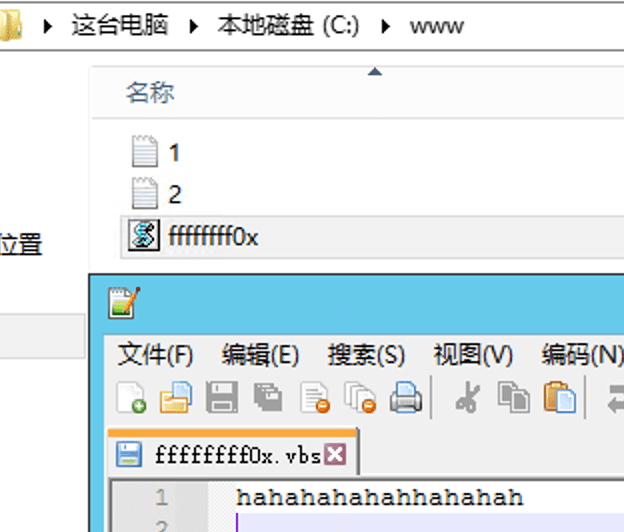 这台电脑 本地磁盘 (C:) www
名称
1
2
位置
ffffffff0x
文件(F) 编辑(E) 搜索(S) 视图(V) 编码(N)
ffffffff0x.vbs
1 hahahahahahhahahah
2